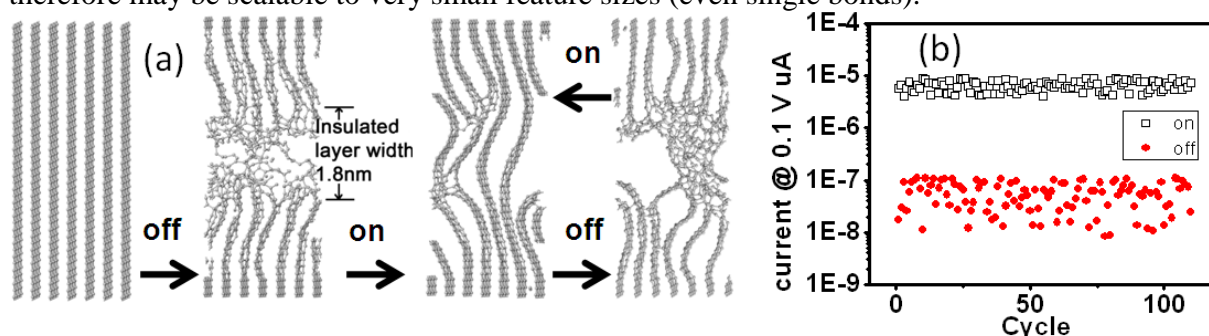 therefore may be scalable to very small feature sizes (even single bonds).
(a)
off
Insulated
layer width
1.8nm
on
on
off
(b)
current @ 0.1 V uA
1E-4
1E-5
1E-6
1E-7
1E-8
1E-9
on
off
0
50
100
Cycle